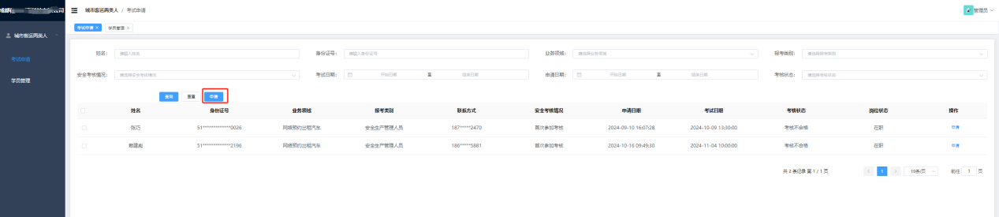 城市客运两类人 / 考试申请
管理员
考试申请 × 学员管理 ×
城市客运两类人
考试申请
学员管理
姓名: 请输入姓名 身份证号: 请输入身份证号 业务领域: 请选择业务领域 报考类别: 请选择报考类别
安全考核情况: 请选择安全考核情况 考试日期: 开始日期 至 结束日期 申请日期: 开始日期 至 结束日期 考核状态: 请选择考核状态
查询 重置 申请
姓名 身份证号 业务领域 报考类别 联系方式 安全考核情况 申请日期 考试日期 考核状态 岗位状态 操作
张巧 51*************0026 网络预约出租汽车 安全生产管理人员 187****2470 首次参加考核 2024-09-10 16:07:28 2024-10-09 13:30:00 考核不合格 在职 申请
51*************2196 网络预约出租汽车 安全生产管理人员 186****5881 首次参加考核 2024-10-16 09:49:30 2024-11-04 10:00:00 考核不合格 在职 申请
共 2 条记录 第 1 / 1 页 < 1 > 10条/页 前往 1 页